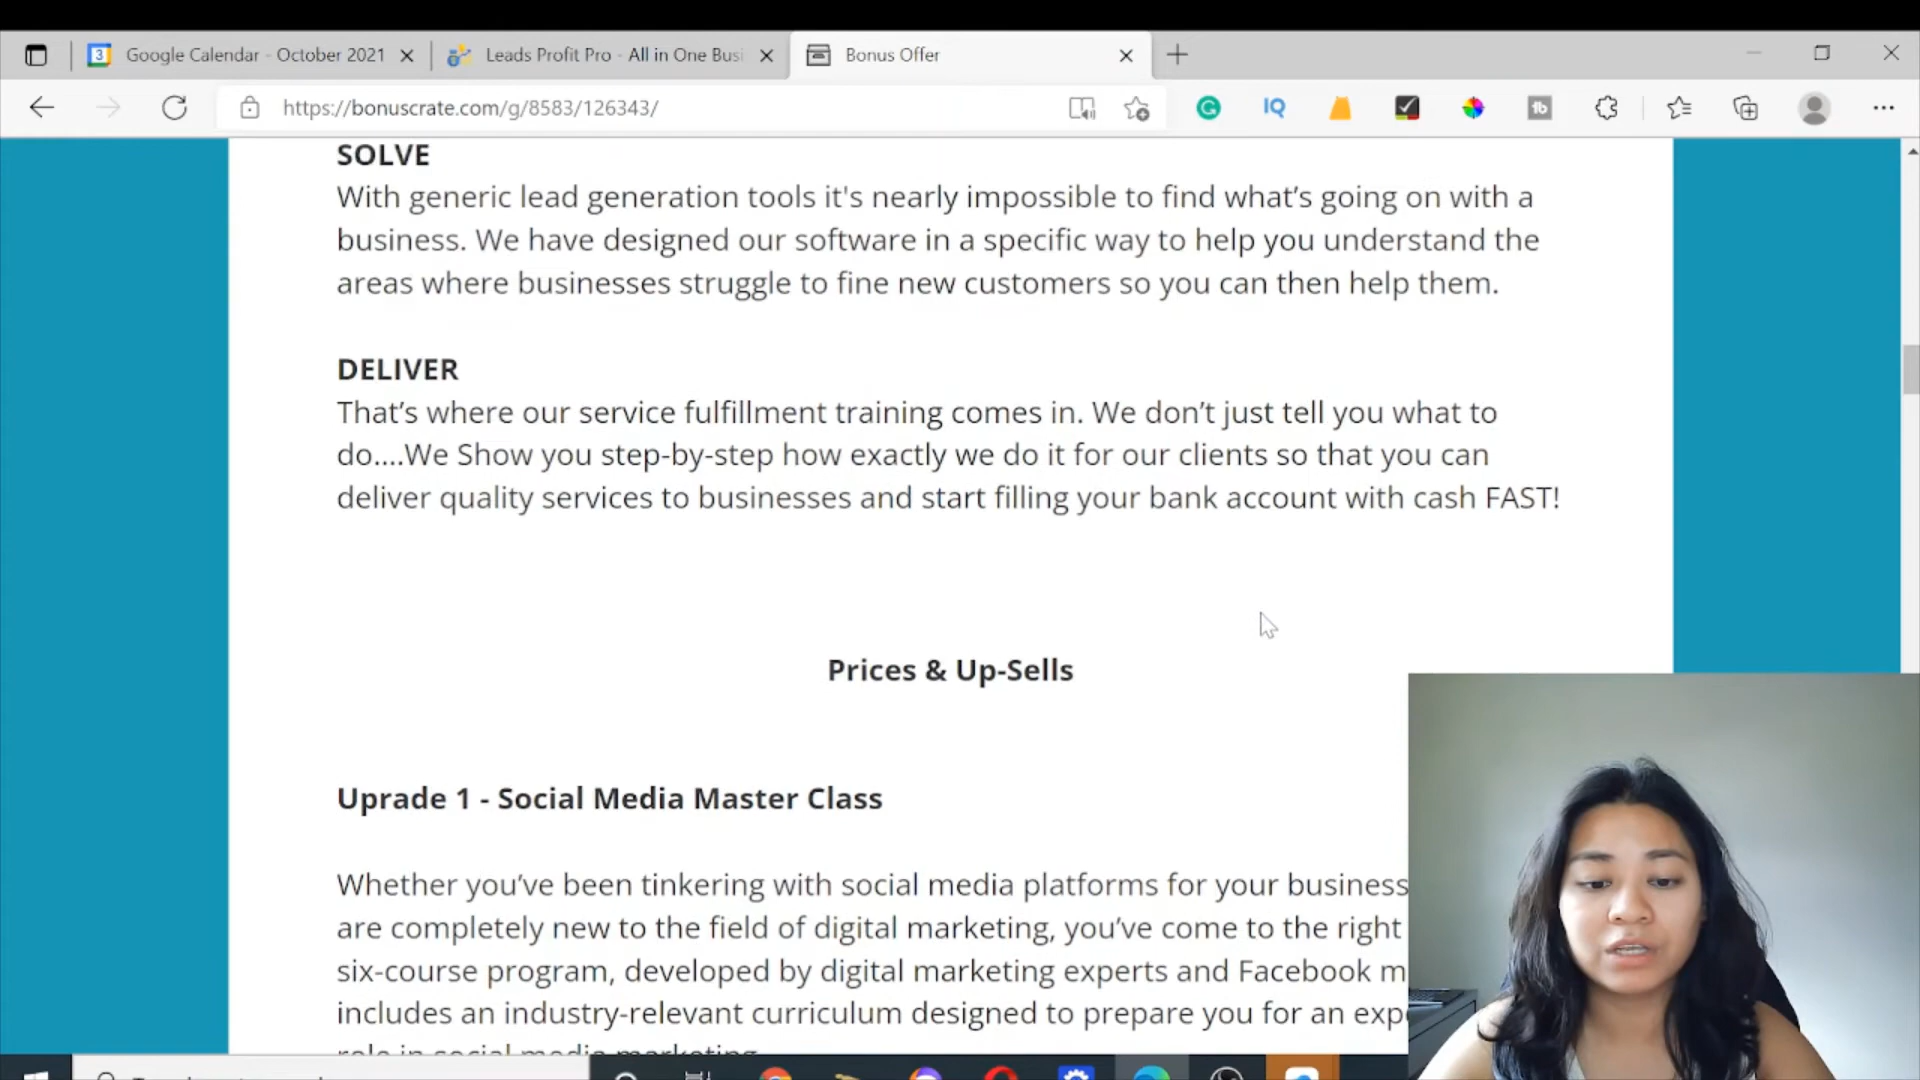 Google Calendar - October 2021
Leads Profit Pro - All in One Busi
Bonus Offer
https://bonuscrate.com/g/8583/126343/
SOLVE
With generic lead generation tools it's nearly impossible to find what's going on with a
business. We have designed our software in a specific way to help you understand the
areas where businesses struggle to fine new customers so you can then help them.
DELIVER
That's where our service fulfillment training comes in. We don't just tell you what to
do....We Show you step-by-step how exactly we do it for our clients so that you can
deliver quality services to businesses and start filling your bank account with cash FAST!
Prices & Up-Sells
Uprade 1 - Social Media Master Class
Whether you've been tinkering with social media platforms for your business
are completely new to the field of digital marketing, you've come to the right
six-course program, developed by digital marketing experts and Facebook m
includes an industry-relevant curriculum designed to prepare you for an exp
role in social media marketing